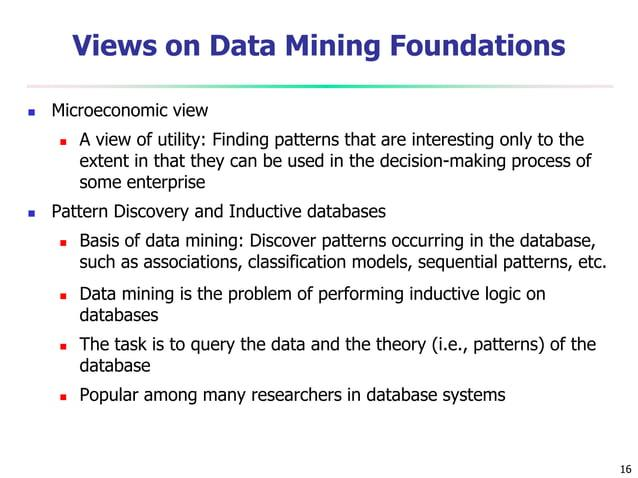 Views on Data Mining Foundations
Microeconomic view
A view of utility: Finding patterns that are interesting only to the
extent in that they can be used in the decision-making process of
some enterprise
Pattern Discovery and Inductive databases
Basis of data mining: Discover patterns occurring in the database,
such as associations, classification models, sequential patterns, etc.
Data mining is the problem of performing inductive logic on
databases
The task is to query the data and the theory (i.e., patterns) of the
database
Popular among many researchers in database systems
16